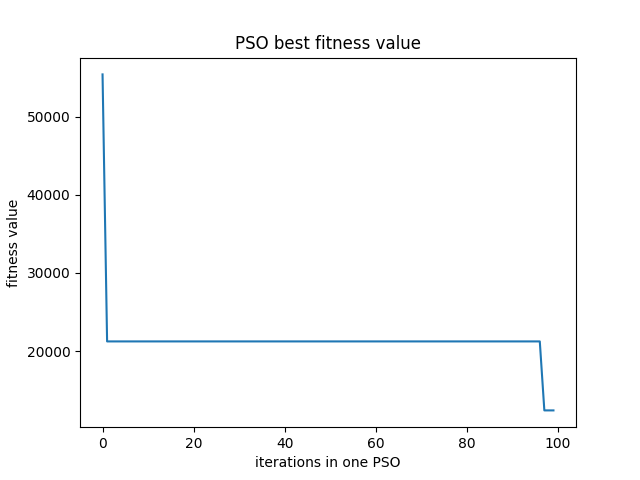 PSO best fitness value
fitness value
50000
40000
30000
20000
0 20 40 60 80 100
iterations in one PSO